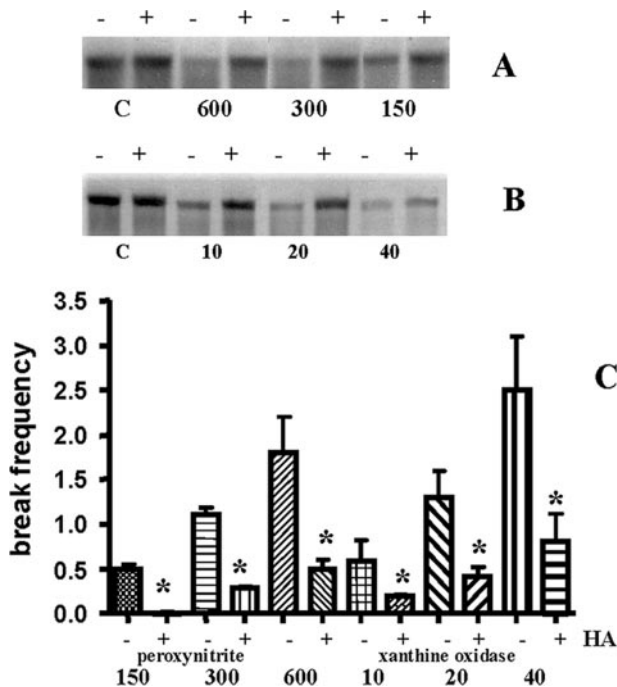 - + - + - + - +
A
C 600 300 150
- + - + - + - +
B
C 10 20 40
C
break frequency
3.5
3.0
2.5
2.0
1.5
1.0
0.5
0.0
* * * * * *
- + - + - + - + - + - + HA
peroxynitrite xanthine oxidase
150 300 600 10 20 40